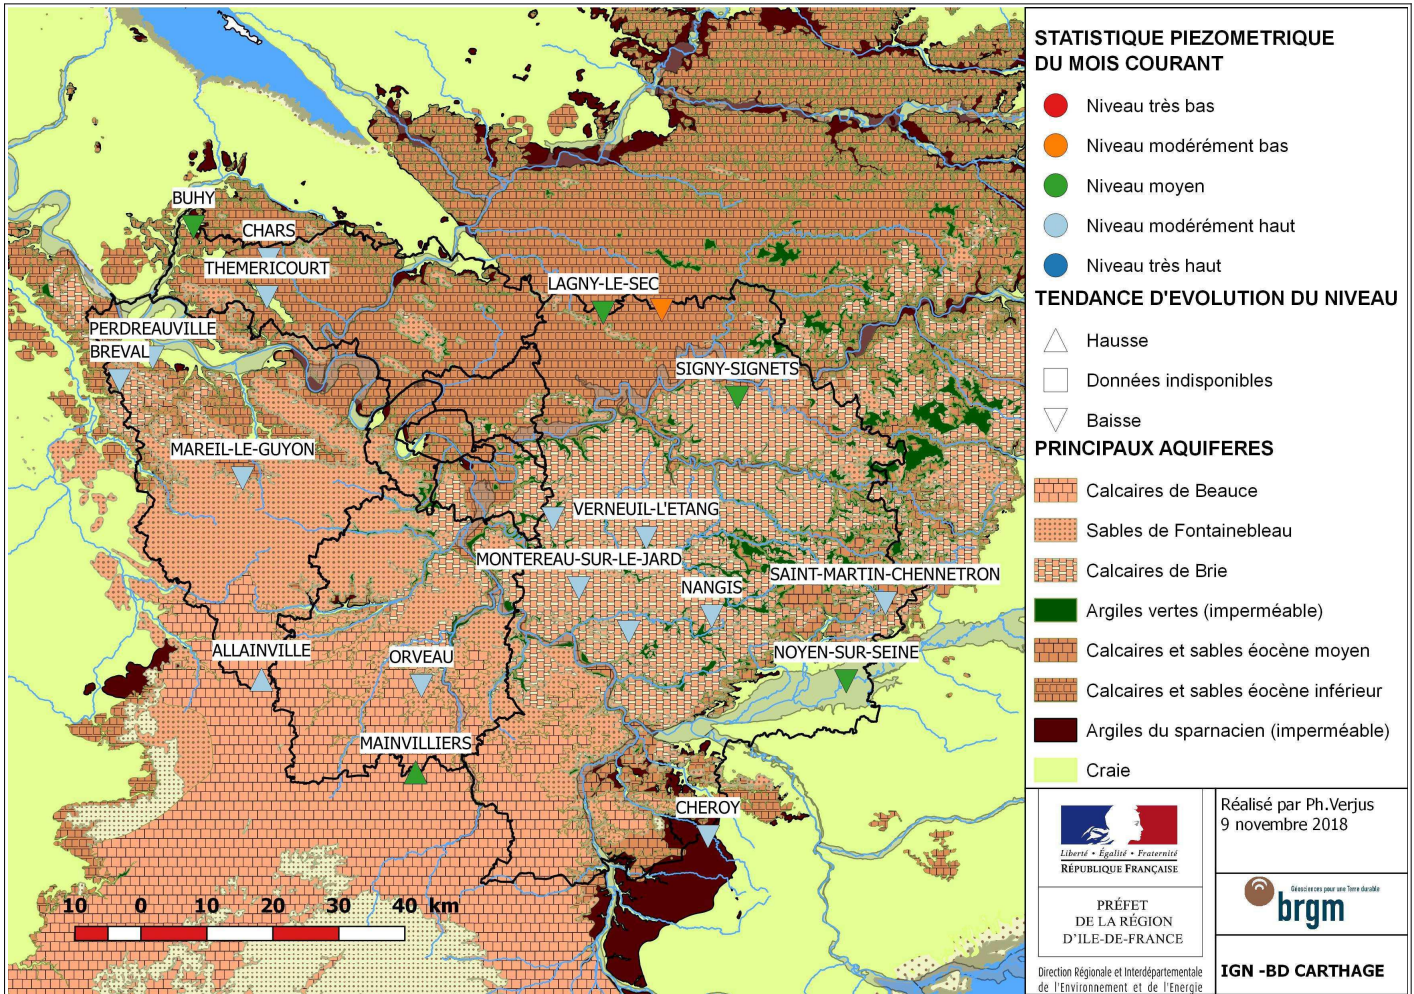 BUHY
CHARS
THEMERICOURT
LAGNY-LE-SEC
PERDREAUVILLE
BREVAL
SIGNY-SIGNETS
MAREIL-LE-GUYON
VERNEUIL-L'ETANG
MONTEREAU-SUR-LE-JARD
NANGIS
SAINT-MARTIN-CHENNETRON
ALLAINVILLE
ORVEAU
NOYEN-SUR-SEINE
MAINVILLIERS
CHEROY
10 0 10 20 30 40 km
STATISTIQUE PIEZOMETRIQUE
DU MOIS COURANT
Niveau très bas
Niveau modérément bas
Niveau moyen
Niveau modérément haut
Niveau très haut
TENDANCE D'EVOLUTION DU NIVEAU
Hausse
Données indisponibles
Baisse
PRINCIPAUX AQUIFERES
Calcaires de Beauce
Sables de Fontainebleau
Calcaires de Brie
Argiles vertes (imperméable)
Calcaires et sables éocène moyen
Calcaires et sables éocène inférieur
Argiles du sparnacien (imperméable)
Craie
Liberté • Égalité • Fraternité
RÉPUBLIQUE FRANÇAISE
PRÉFET
DE LA RÉGION
D'ILE-DE-FRANCE
Direction Régionale et Interdépartementale
de l'Environnement et de l'Energie
Réalisé par Ph.Verjus
9 novembre 2018
Géosciences pour une Terre durable
brgm
IGN -BD CARTHAGE